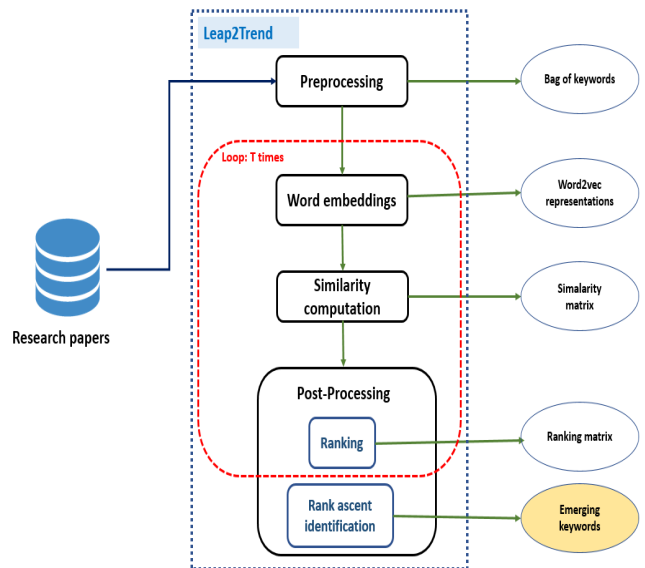 Leap2Trend
Preprocessing
Bag of keywords
Loop: T times
Word embeddings
Word2vec
representations
Similarity
computation
Simalarity
matrix
Research papers
Post-Processing
Ranking
Ranking matrix
Rank ascent
identification
Emerging
keywords